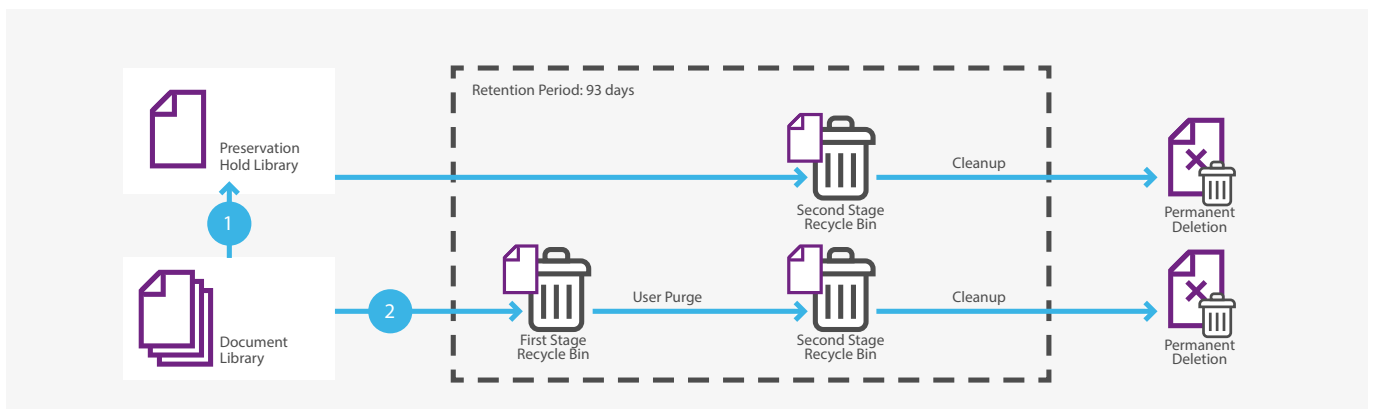 Retention Period: 93 days
Preservation
Hold Library
Cleanup
Second Stage
Recycle Bin
Permanent
Deletion
1
Document
Library
2
First Stage
Recycle Bin
User Purge
Second Stage
Recycle Bin
Cleanup
Permanent
Deletion